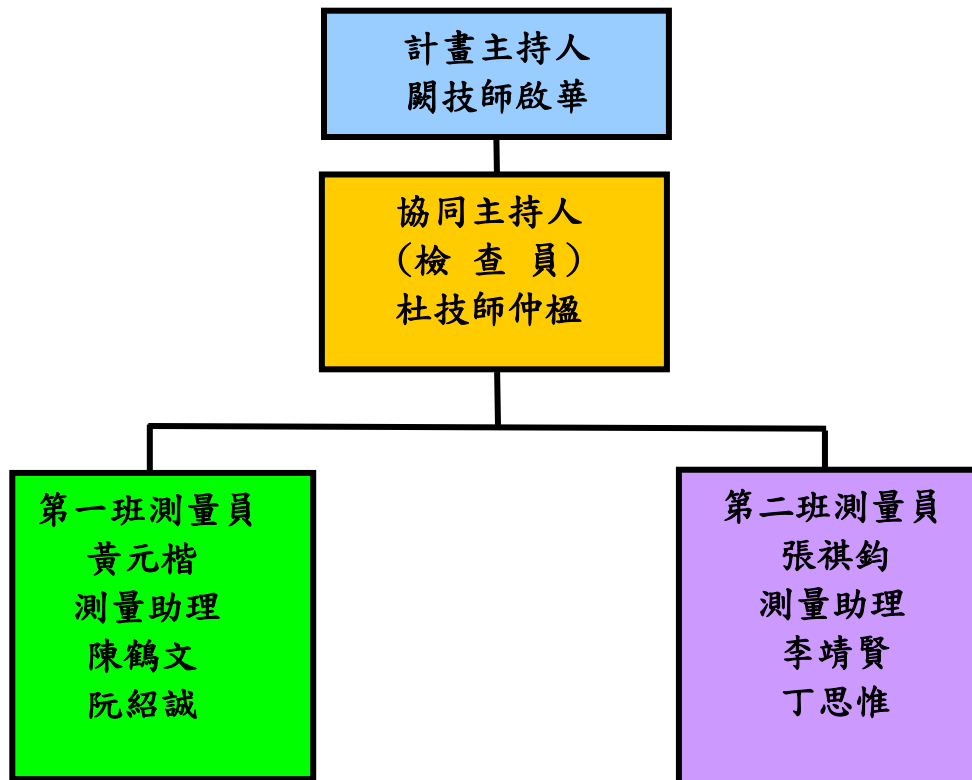 計畫主持人
闕技師啟華
協同主持人
(檢 查 員)
杜技師仲楹
第一班測量員
黃元楷
測量助理
陳鶴文
阮紹誠
第二班測量員
張祺鈞
測量助理
李靖賢
丁思惟